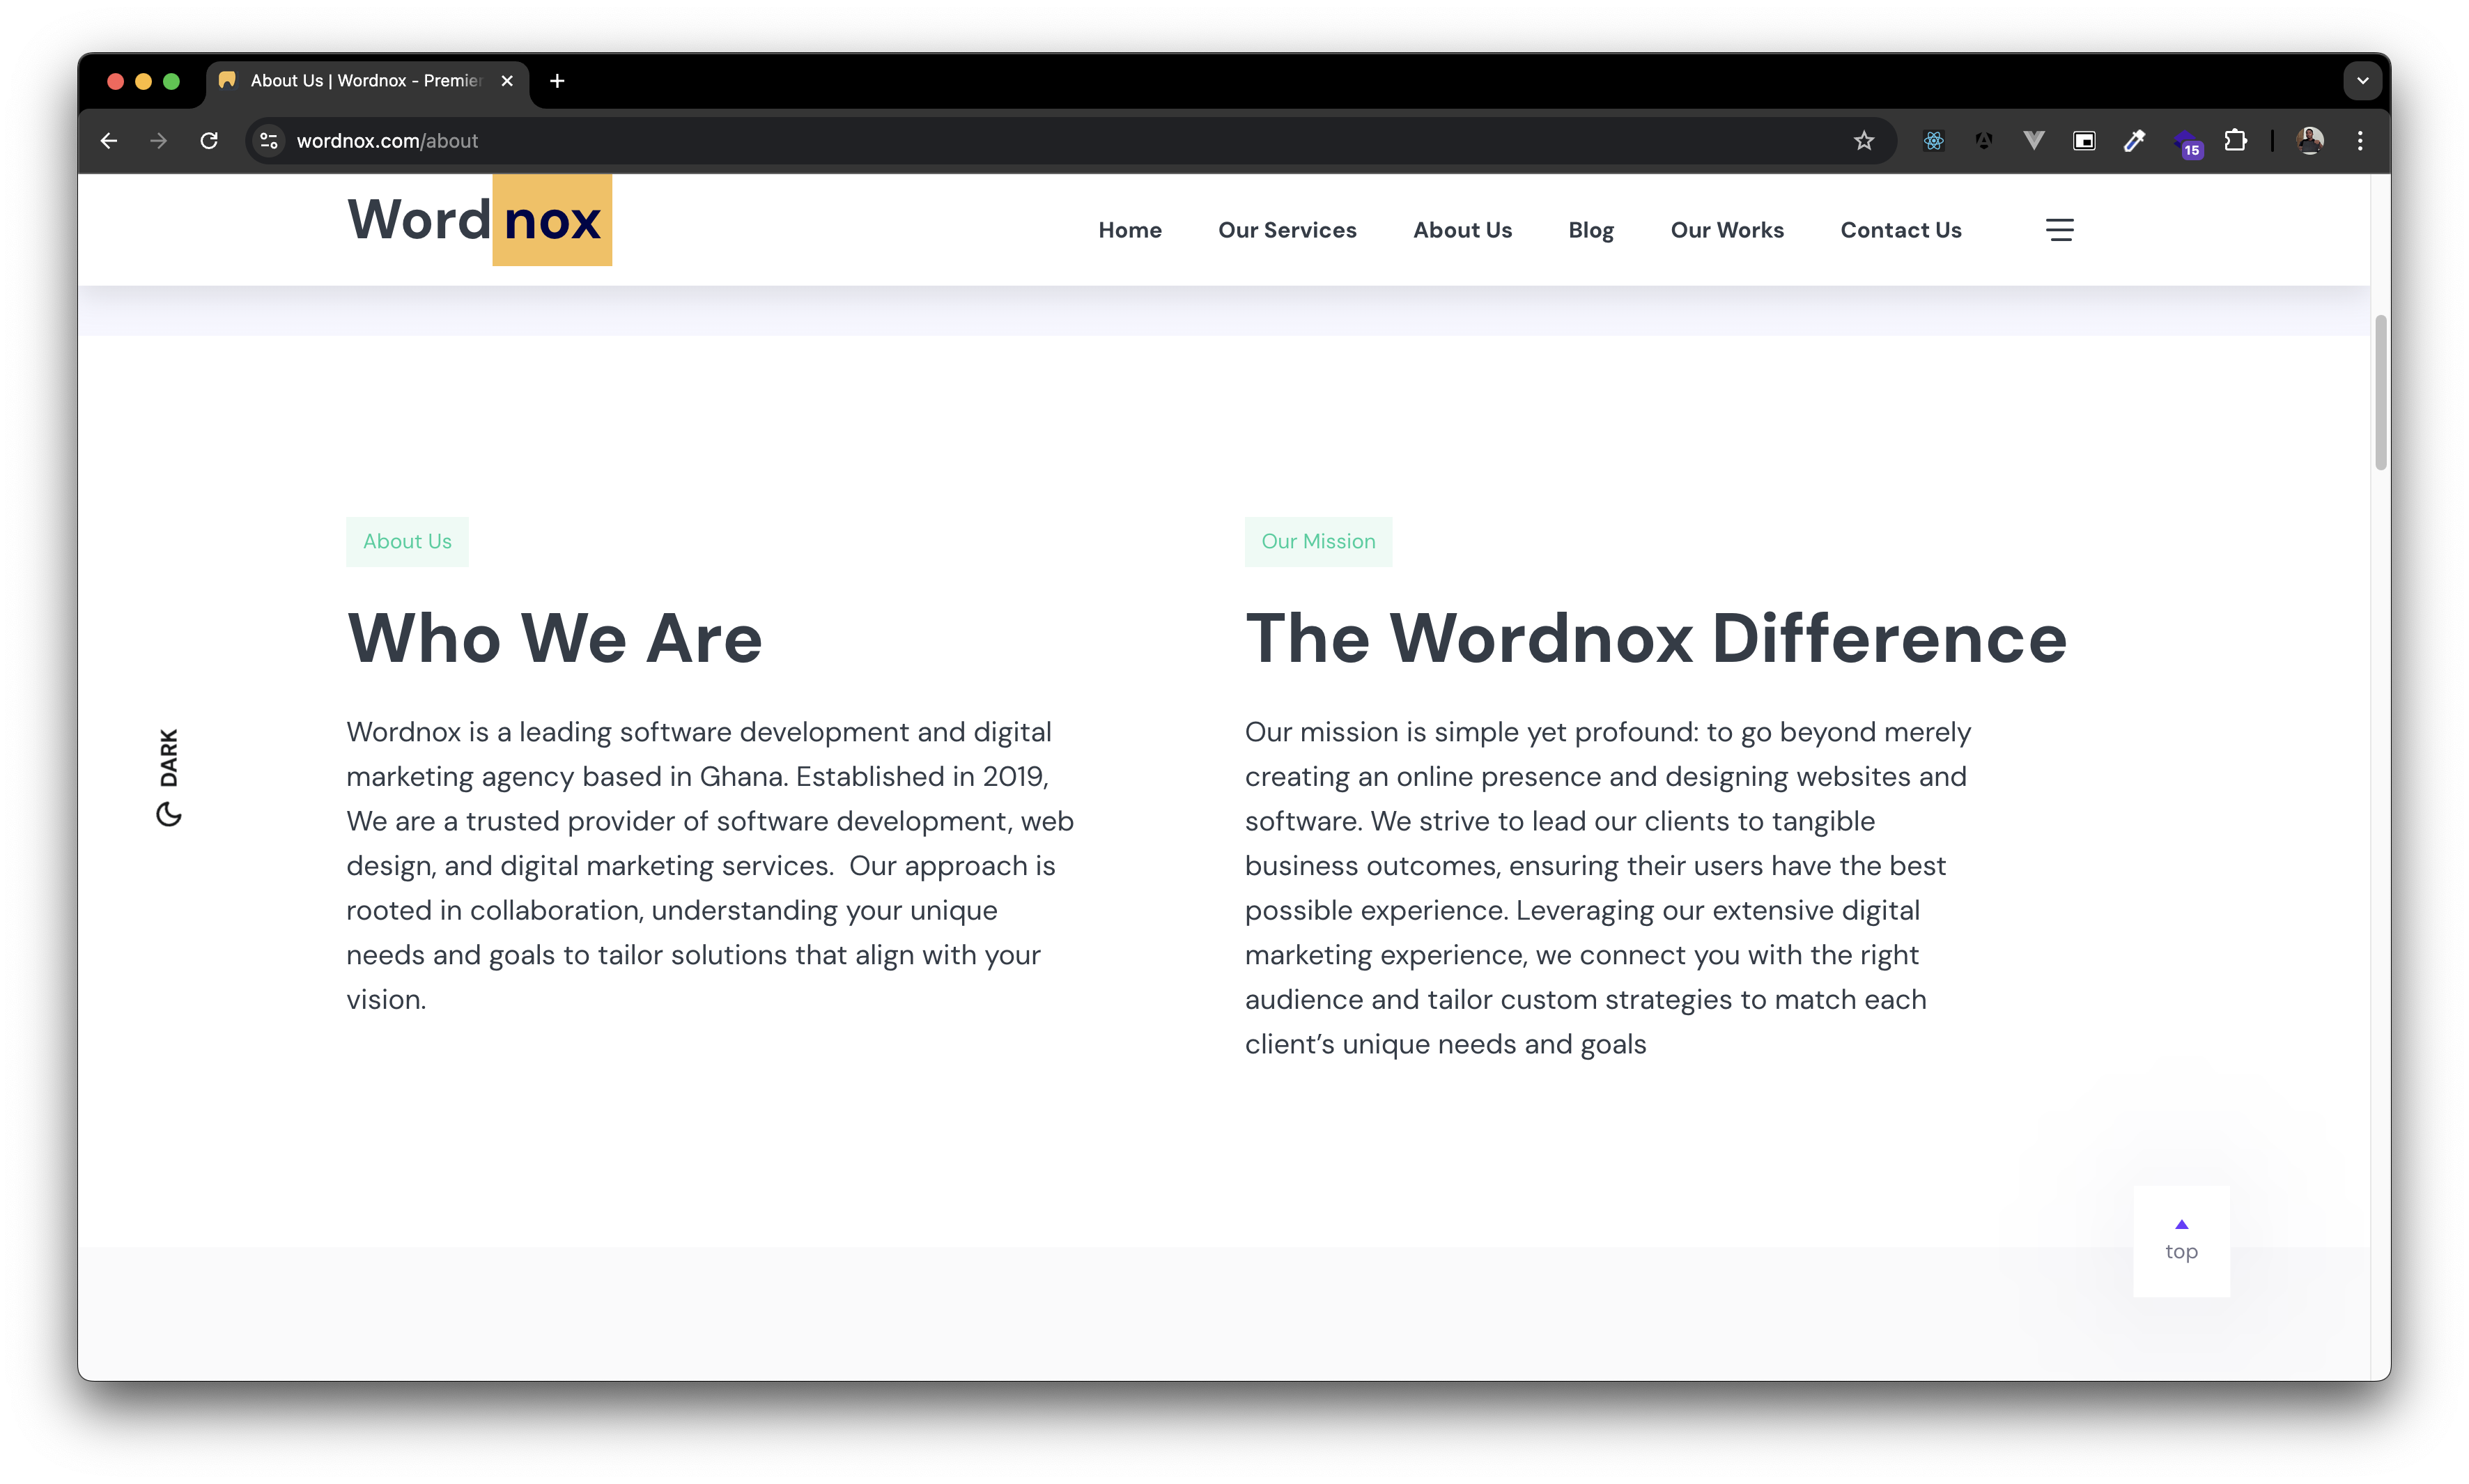 About Us | Wordnox - Premie
wordnox.com/about
15
Wordnox
Home
Our Services
About Us
Blog
Our Works
Contact Us
About Us
Who We Are
Wordnox is a leading software development and digital
marketing agency based in Ghana. Established in 2019,
We are a trusted provider of software development, web
design, and digital marketing services.  Our approach is
rooted in collaboration, understanding your unique
needs and goals to tailor solutions that align with your
vision.
Our Mission
The Wordnox Difference
Our mission is simple yet profound: to go beyond merely
creating an online presence and designing websites and
software. We strive to lead our clients to tangible
business outcomes, ensuring their users have the best
possible experience. Leveraging our extensive digital
marketing experience, we connect you with the right
audience and tailor custom strategies to match each
client’s unique needs and goals
DARK
top